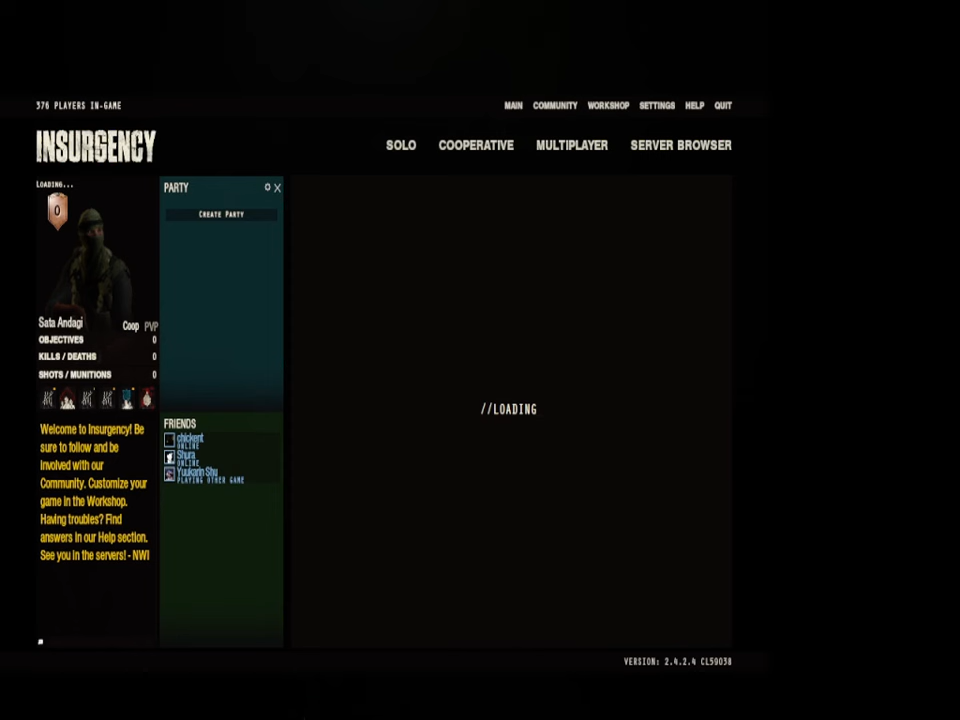 376 PLAYERS IN-GAME
MAIN COMMUNITY WORKSHOP SETTINGS HELP QUIT
INSURGENCY
SOLO COOPERATIVE MULTIPLAYER SERVER BROWSER
LOADING...
0
Sata Andagi
Coop PVP
OBJECTIVES 0
KILLS / DEATHS 0
SHOTS / MUNITIONS 0
Welcome to Insurgency! Be
sure to follow and be
involved with our
Community. Customize your
game in the Workshop.
Having troubles? Find
answers in our Help section.
See you in the servers! - NWI
PARTY X
CREATE PARTY
FRIENDS
chickent
ONLINE
Shura
ONLINE
Yuukarin Shu
PLAYING OTHER GAME
//LOADING
VERSION: 2.4.2.4 CL59038